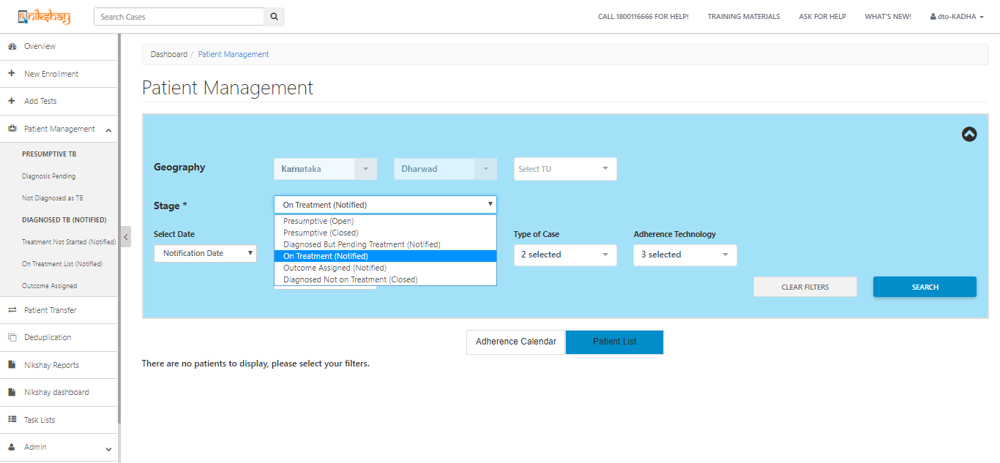 nikshay
Search Cases
CALL 1800116666 FOR HELP!
TRAINING MATERIALS
ASK FOR HELP
WHAT'S NEW!
dto-KADHA
Overview
New Enrollment
Add Tests
Patient Management
PRESUMPTIVE TB
Diagnosis Pending
Not Diagnosed as TB
DIAGNOSED TB (NOTIFIED)
Treatment Not Started (Notified)
On Treatment List (Notified)
Outcome Assigned
Patient Transfer
Deduplication
Nikshay Reports
Nikshay dashboard
Task Lists
Admin
Dashboard / Patient Management
Patient Management
Geography
Karnataka
Dharwad
Select TU
Stage *
On Treatment (Notified)
Presumptive (Open)
Presumptive (Closed)
Diagnosed But Pending Treatment (Notified)
On Treatment (Notified)
Outcome Assigned (Notified)
Diagnosed Not on Treatment (Closed)
Select Date
Notification Date
Type of Case
2 selected
Adherence Technology
3 selected
CLEAR FILTERS
SEARCH
Adherence Calendar
Patient List
There are no patients to display, please select your filters.